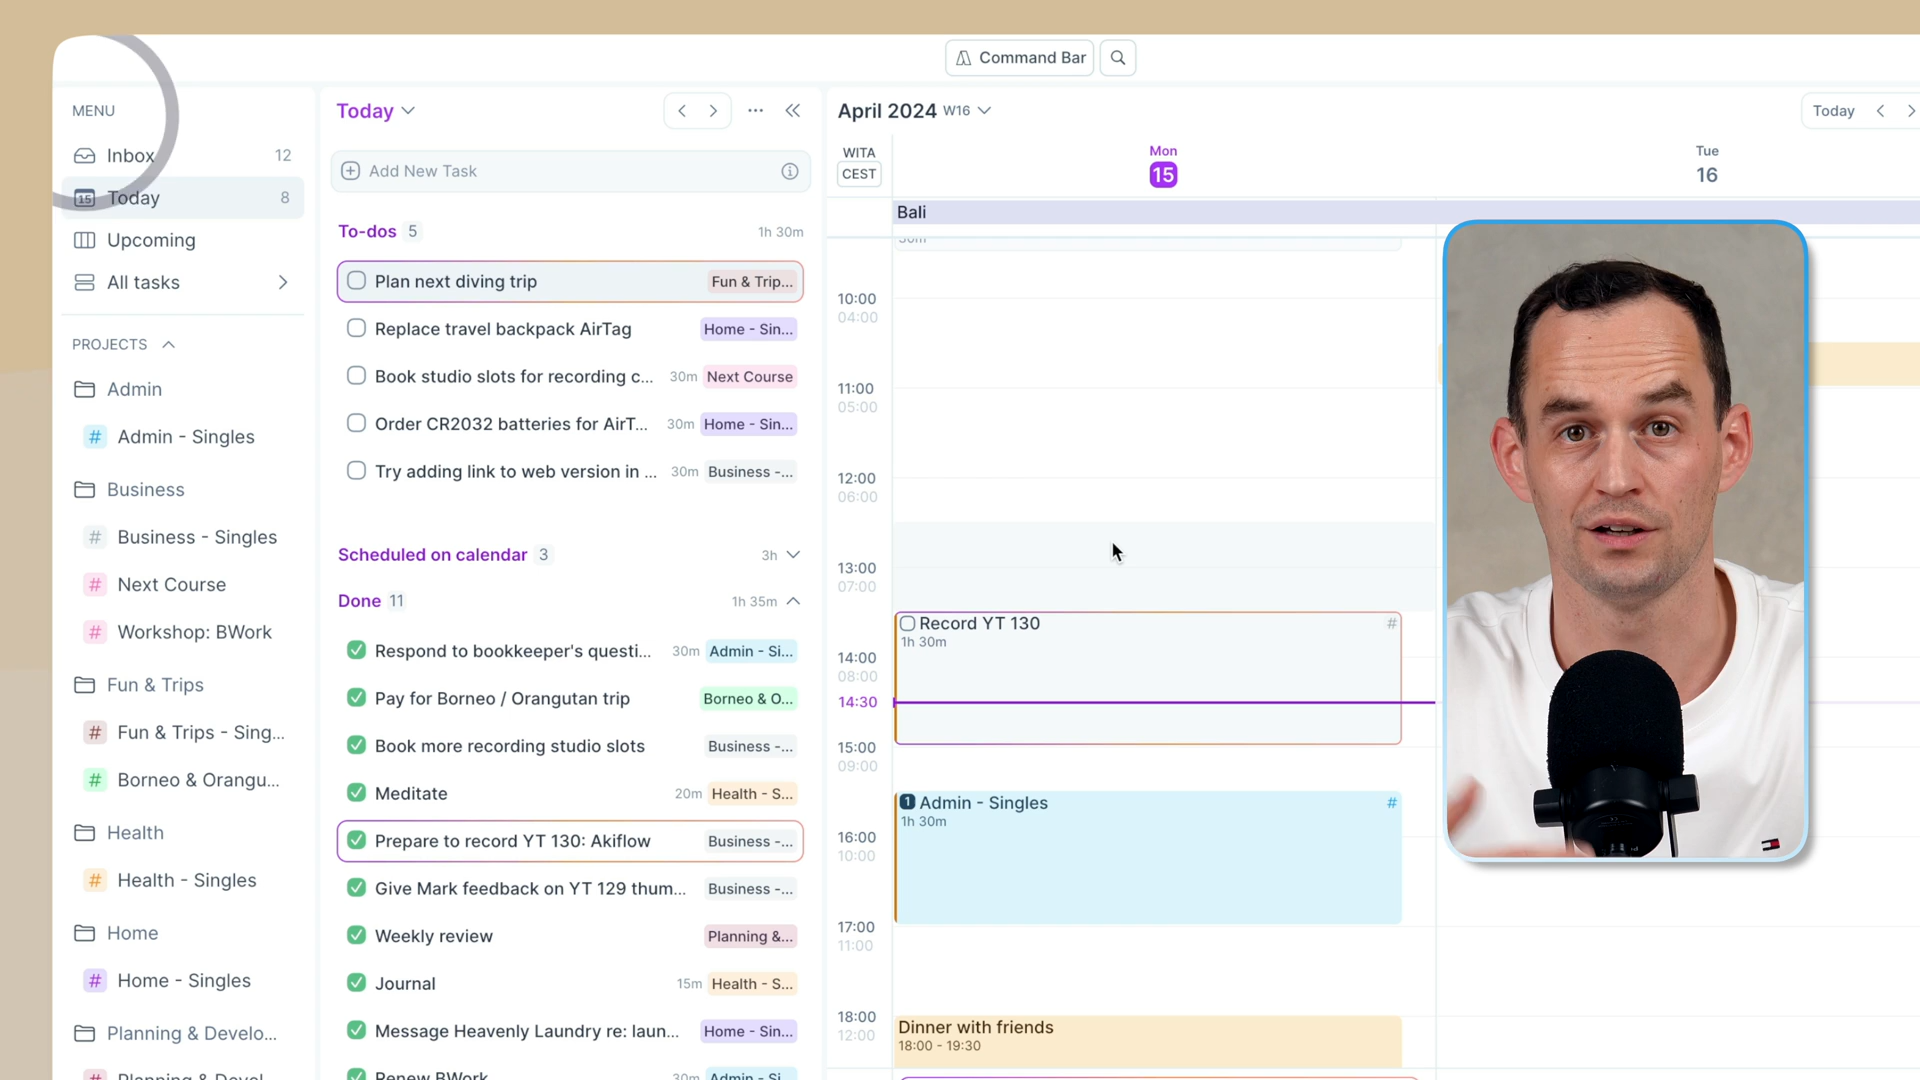 Command Bar
MENU
Inbox 12
15 Today 8
Upcoming
All tasks
PROJECTS
Admin
# Admin - Singles
Business
# Business - Singles
# Next Course
# Workshop: BWork
Fun & Trips
# Fun & Trips - Sing...
# Borneo & Orangu...
Health
# Health - Singles
Home
# Home - Singles
Planning & Develo...
Today
Add New Task
To-dos 5 1h 30m
Plan next diving trip Fun & Trip...
Replace travel backpack AirTag Home - Sin...
Book studio slots for recording c... 30m Next Course
Order CR2032 batteries for AirT... 30m Home - Sin...
Try adding link to web version in ... 30m Business -...
Scheduled on calendar 3 3h
Done 11 1h 35m
Respond to bookkeeper's questi... 30m Admin - Si...
Pay for Borneo / Orangutan trip Borneo & O...
Book more recording studio slots Business -...
Meditate 20m Health - S...
Prepare to record YT 130: Akiflow Business -...
Give Mark feedback on YT 129 thum... Business -...
Weekly review Planning &...
Journal 15m Health - S...
Message Heavenly Laundry re: laun... Home - Sin...
Renew BWork 30m Admin - Si...
April 2024 W16
Today
WITA
CEST
Mon
15
Tue
16
Bali
30m
10:00
04:00
11:00
05:00
12:00
06:00
13:00
07:00
Record YT 130 #
1h 30m
14:00
08:00
14:30
15:00
09:00
1 Admin - Singles #
1h 30m
16:00
10:00
17:00
11:00
18:00
12:00
Dinner with friends
18:00 - 19:30